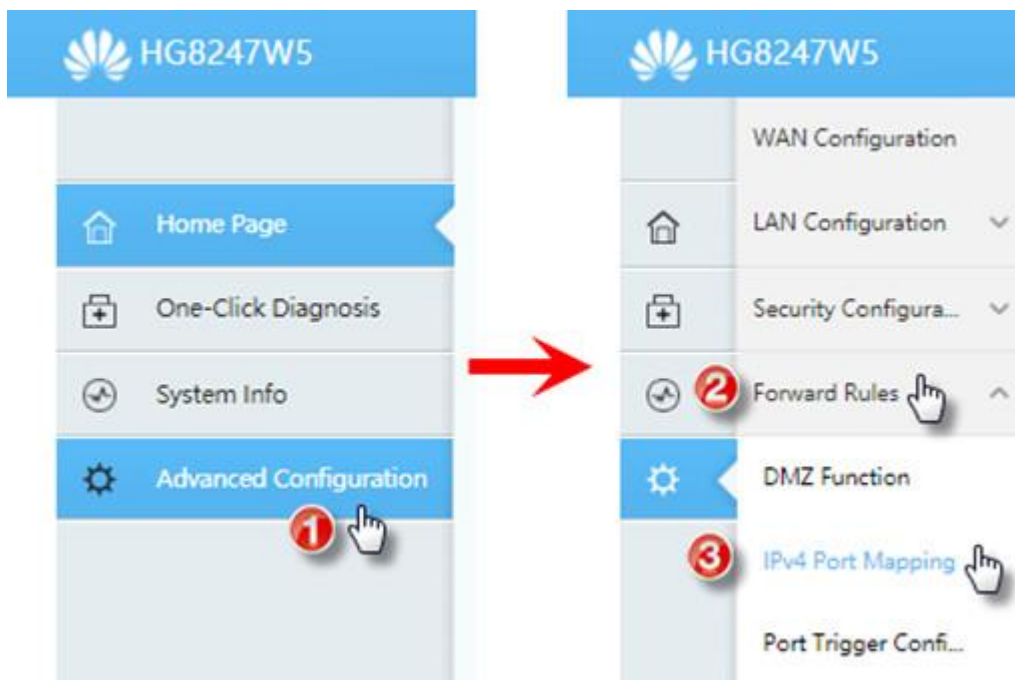 HG8247W5
Home Page
One-Click Diagnosis
System Info
Advanced Configuration
1
HG8247W5
WAN Configuration
LAN Configuration
Security Configura...
2 Forward Rules
DMZ Function
3 IPv4 Port Mapping
Port Trigger Confi...